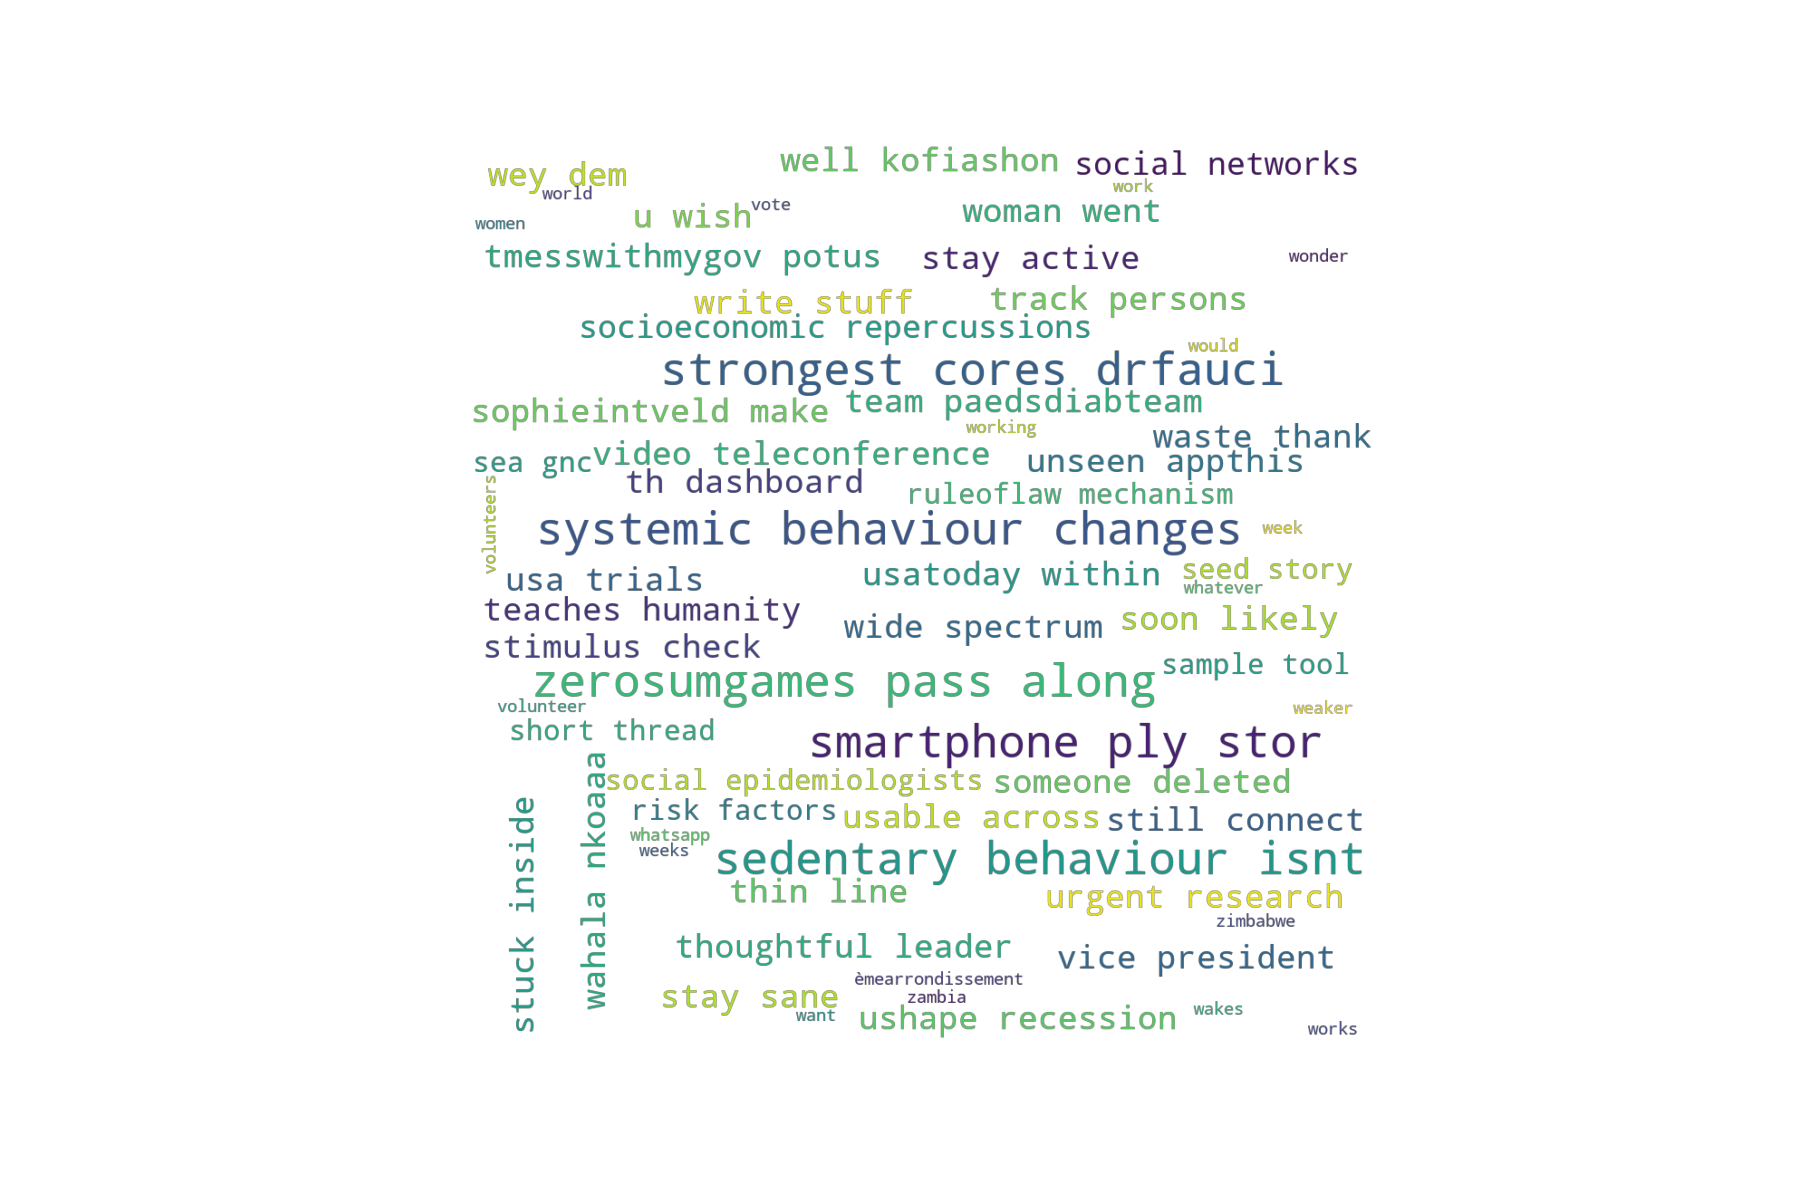 well kofiashon
social networks
wey dem
work
world
vote
u wish
woman went
women
tmesswithmygov potus
stay active
wonder
write stuff
track persons
socioeconomic repercussions
would
strongest cores drfauci
sophieintveld make
team paedsdiabteam
working
waste thank
sea gnc
video teleconference
unseen appthis
th dashboard
ruleoflaw mechanism
volunteers
systemic behaviour changes
week
usa trials
usatoday within
seed story
whatever
teaches humanity
wide spectrum
soon likely
stimulus check
sample tool
zerosumgames pass along
volunteer
weaker
short thread
smartphone ply stor
social epidemiologists
someone deleted
risk factors
usable across
still connect
whatsapp
weeks
sedentary behaviour isnt
stuck inside
wahala nkoaaa
thin line
urgent research
zimbabwe
thoughtful leader
vice president
èmearrondissement
stay sane
zambia
want
ushape recession
wakes
works